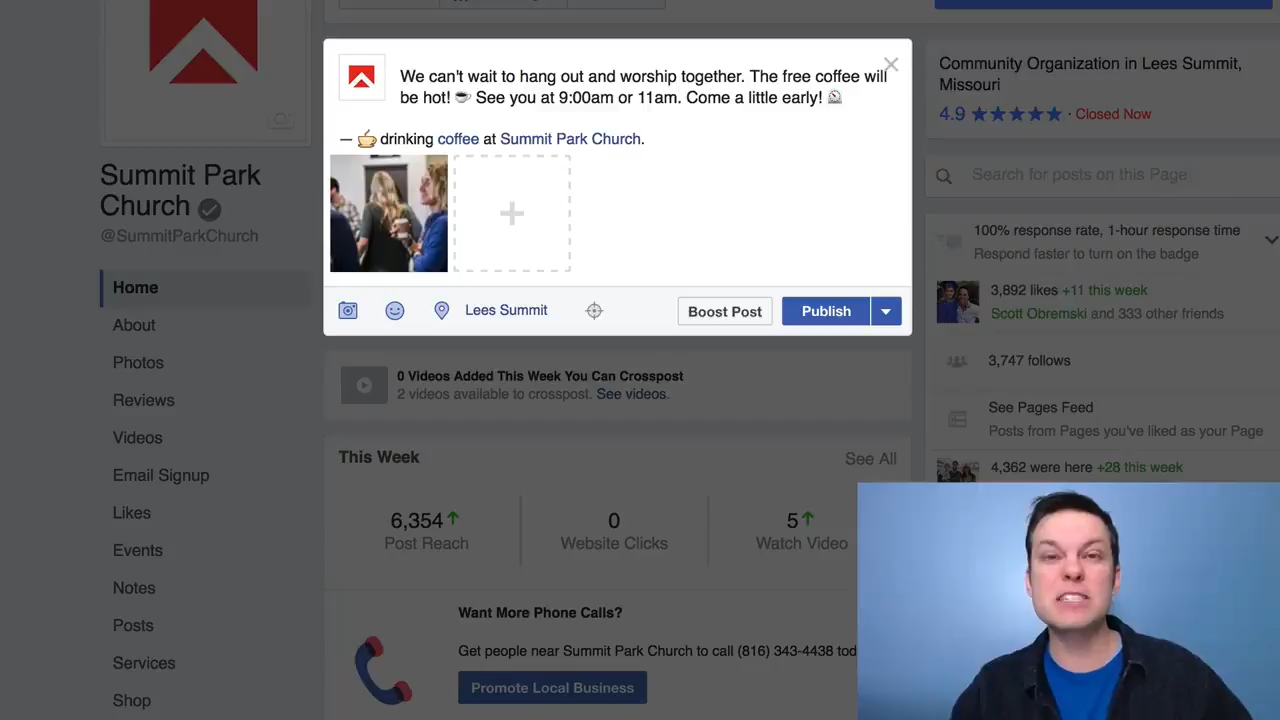 Summit Park
Church
@SummitParkChurch
Home
About
Photos
Reviews
Videos
Email Signup
Likes
Events
Notes
Posts
Services
Shop
We can't wait to hang out and worship together. The free coffee will
be hot! ☕ See you at 9:00am or 11am. Come a little early! ⏲
— ☕ drinking coffee at Summit Park Church.
Lees Summit
Boost Post
Publish
0 Videos Added This Week You Can Crosspost
2 videos available to crosspost. See videos.
This Week
See All
6,354
Post Reach
0
Website Clicks
5
Watch Video
Want More Phone Calls?
Get people near Summit Park Church to call (816) 343-4438 tod
Promote Local Business
Community Organization in Lees Summit,
Missouri
4.9 ★★★★★ · Closed Now
Search for posts on this Page
100% response rate, 1-hour response time
Respond faster to turn on the badge
3,892 likes +11 this week
Scott Obremski and 333 other friends
3,747 follows
See Pages Feed
Posts from Pages you've liked as your Page
4,362 were here +28 this week